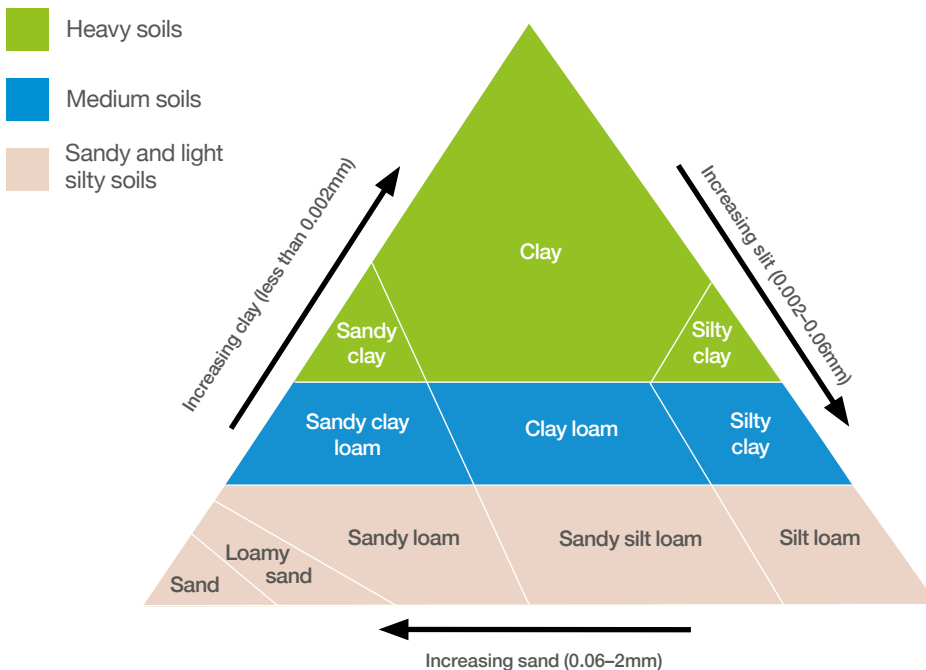 Heavy soils
Medium soils
Sandy and light
silty soils
Increasing clay (less than 0.002mm)
Increasing slit (0.002–0.06mm)
Clay
Sandy
clay
Silty
clay
Sandy clay
loam
Clay loam
Silty
clay
Sandy loam
Sandy silt loam
Silt loam
Loamy
sand
Sand
Increasing sand (0.06–2mm)